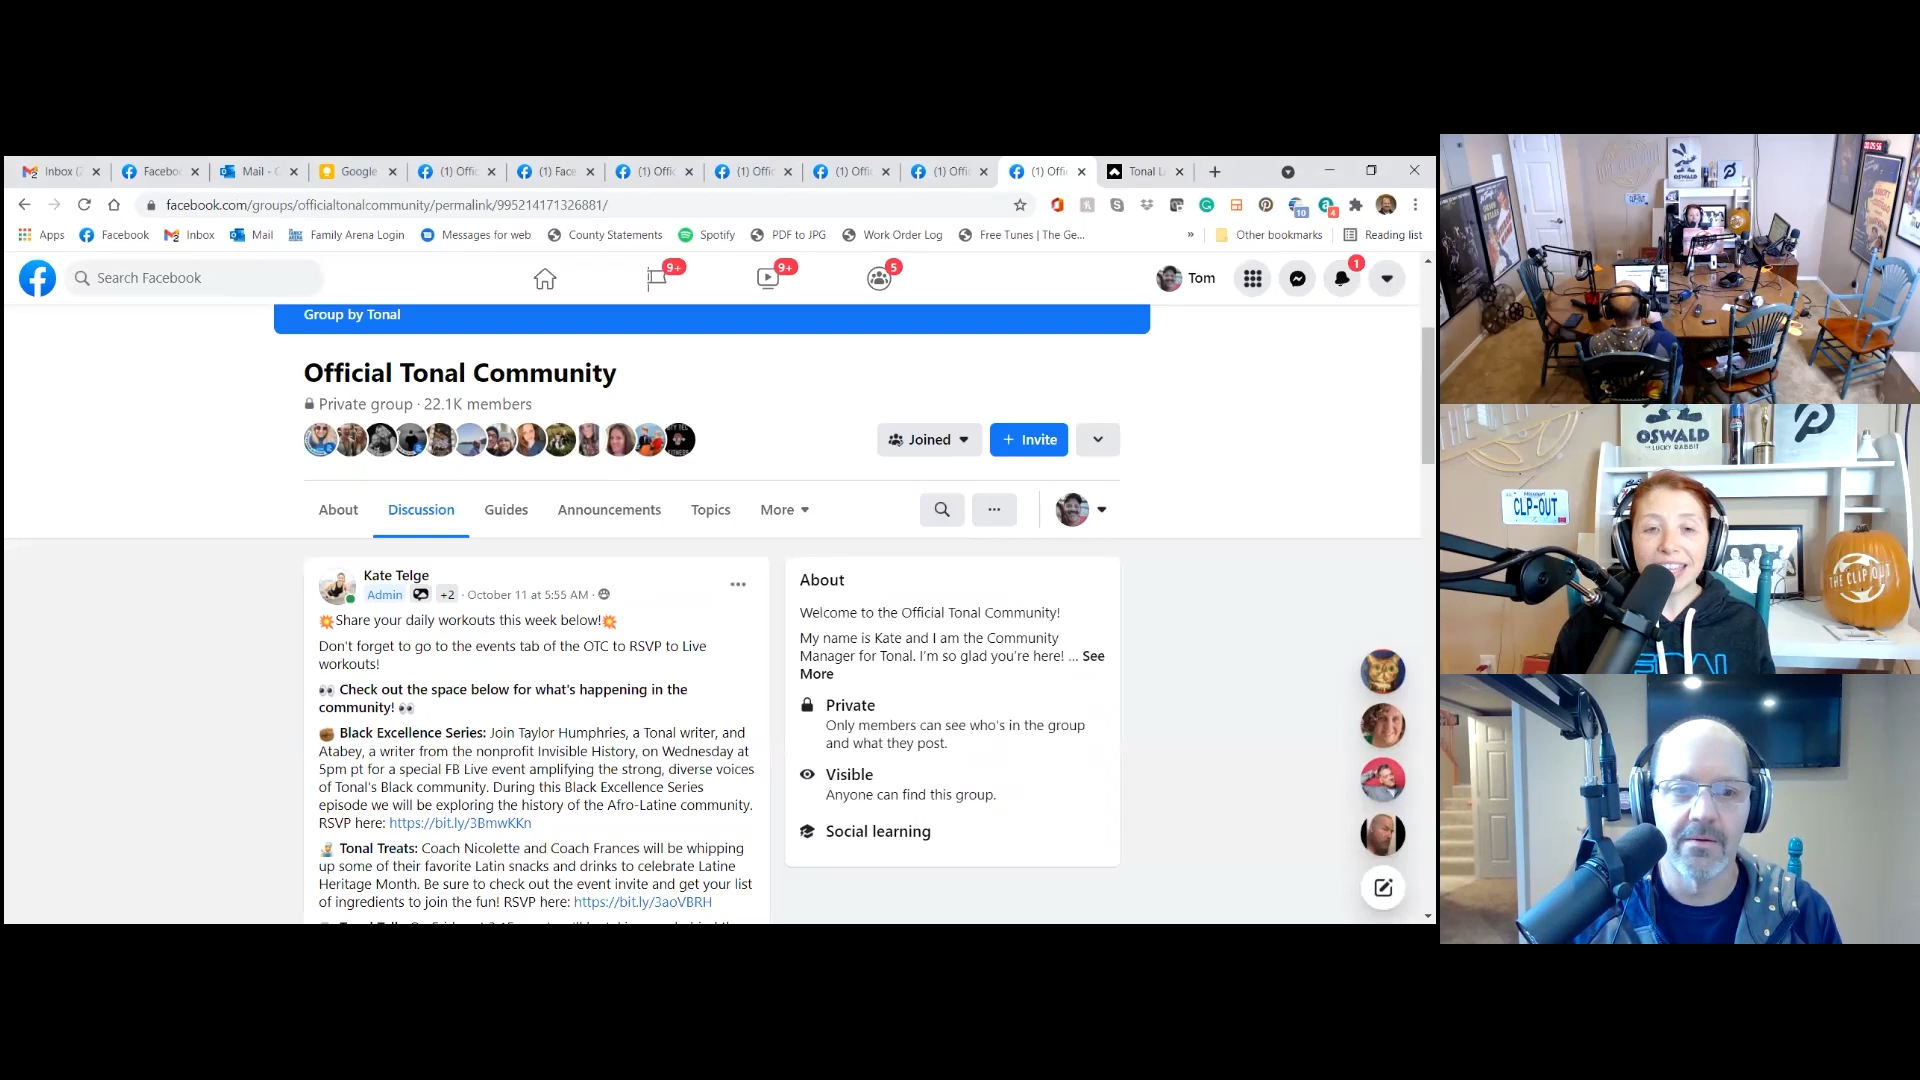 Inbox (2
Facebo
Mail - C
Google
(1) Offic
(1) Face
(1) Offic
(1) Offic
(1) Offic
(1) Offic
(1) Offic
Tonal L
facebook.com/groups/officialtonalcommunity/permalink/995214171326881/
10
4
Apps
Facebook
Inbox
Mail
Family Arena Login
Messages for web
County Statements
Spotify
PDF to JPG
Work Order Log
Free Tunes | The Ge...
»
Other bookmarks
Reading list
Search Facebook
9+
9+
5
Tom
1
Group by Tonal
Official Tonal Community
Private group · 22.1K members
Joined
+ Invite
About
Discussion
Guides
Announcements
Topics
More
Kate Telge
Admin
+2 · October 11 at 5:55 AM ·
💥Share your daily workouts this week below!💥
Don't forget to go to the events tab of the OTC to RSVP to Live
workouts!
👀 Check out the space below for what's happening in the
community! 👀
✊🏾 Black Excellence Series: Join Taylor Humphries, a Tonal writer, and
Atabey, a writer from the nonprofit Invisible History, on Wednesday at
5pm pt for a special FB Live event amplifying the strong, diverse voices
of Tonal's Black community. During this Black Excellence Series
episode we will be exploring the history of the Afro-Latine community.
RSVP here: https://bit.ly/3BmwKKn
Tonal Treats: Coach Nicolette and Coach Frances will be whipping
up some of their favorite Latin snacks and drinks to celebrate Latine
Heritage Month. Be sure to check out the event invite and get your list
of ingredients to join the fun! RSVP here: https://bit.ly/3aoVBRH
About
Welcome to the Official Tonal Community!
My name is Kate and I am the Community
Manager for Tonal. I'm so glad you're here! ... See
More
Private
Only members can see who's in the group
and what they post.
Visible
Anyone can find this group.
Social learning
OSWALD
OSWALD
THE LUCKY RABBIT
CLP-OUT
THE CLIP OUT